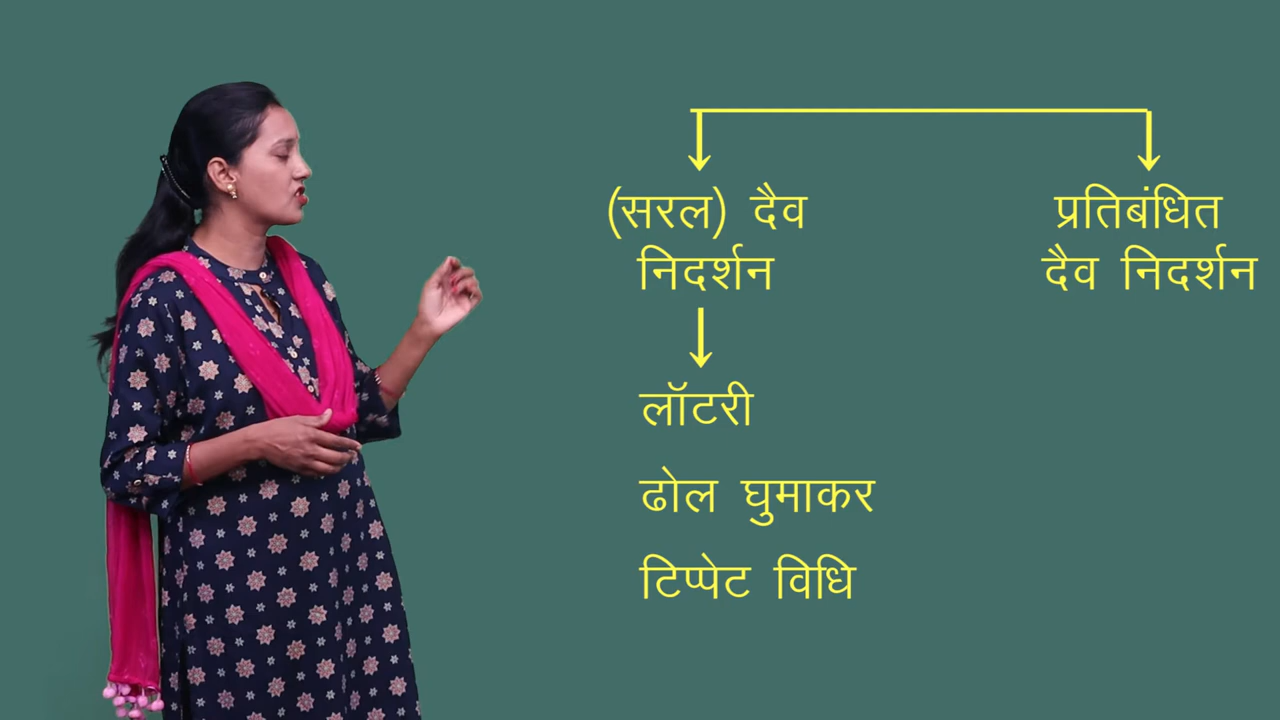 (सरल) दैव
निदर्शन
प्रतिबंधित
दैव निदर्शन
लॉटरी
ढोल घुमाकर
टिप्पेट विधि